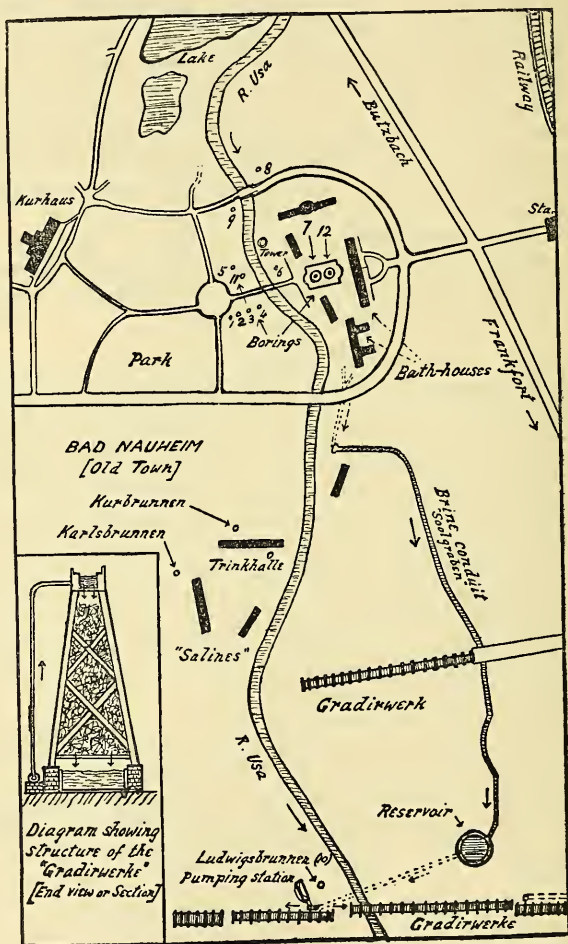 Lake
R. Usa
Railway
Butzbach
Kurhaus
8
9
Tower
7 12
Sta.
5 11
6
1 2 3 4
Borings
Park
Bath-houses
Frankfort
BAD NAUHEIM
[Old Town]
Kurbrunnen
Karlsbrunnen
Trinkhalle
"Salines"
Brine conduit
Soolgraben
Gradirwerk
R. Usa
Reservoir
Ludwigsbrunnen (10)
Pumping station
Gradirwerke
Diagram showing
structure of the
"Gradirwerke"
[End view or Section]